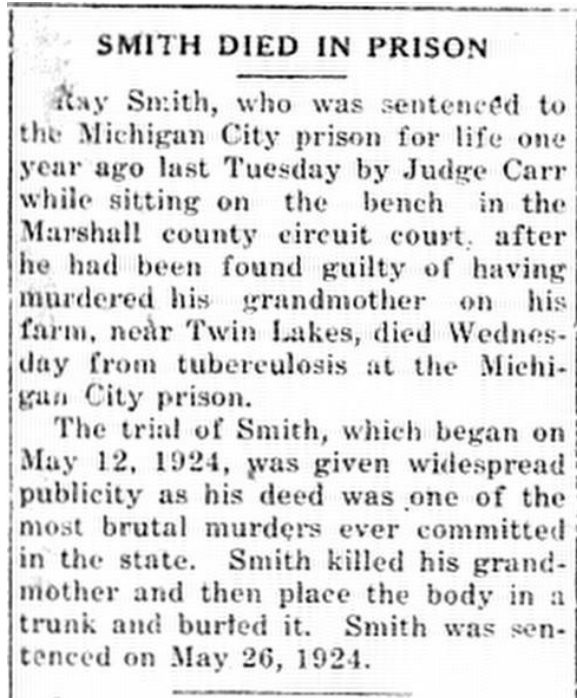 SMITH DIED IN PRISON
Ray Smith, who was sentenced to
the Michigan City prison for life one
year ago last Tuesday by Judge Carr
while sitting on the bench in the
Marshall county circuit court, after
he had been found guilty of having
murdered his grandmother on his
farm, near Twin Lakes, died Wednes-
day from tuberculosis at the Michi-
gan City prison.
The trial of Smith, which began on
May 12, 1924, was given widespread
publicity as his deed was one of the
most brutal murders ever committed
in the state. Smith killed his grand-
mother and then place the body in a
trunk and buried it. Smith was sen-
tenced on May 26, 1924.